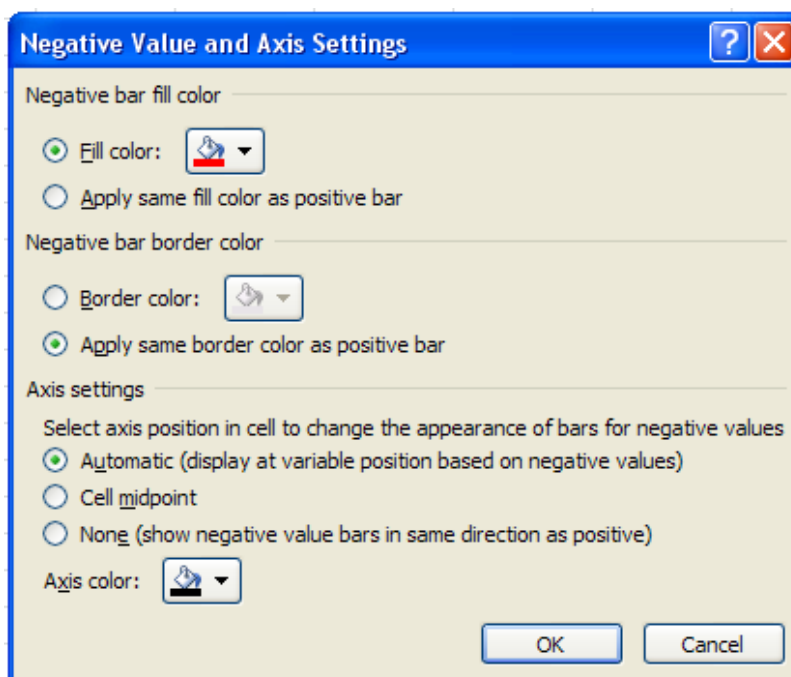 Negative Value and Axis Settings
Negative bar fill color
Fill color:
Apply same fill color as positive bar
Negative bar border color
Border color:
Apply same border color as positive bar
Axis settings
Select axis position in cell to change the appearance of bars for negative values
Automatic (display at variable position based on negative values)
Cell midpoint
None (show negative value bars in same direction as positive)
Axis color:
OK Cancel